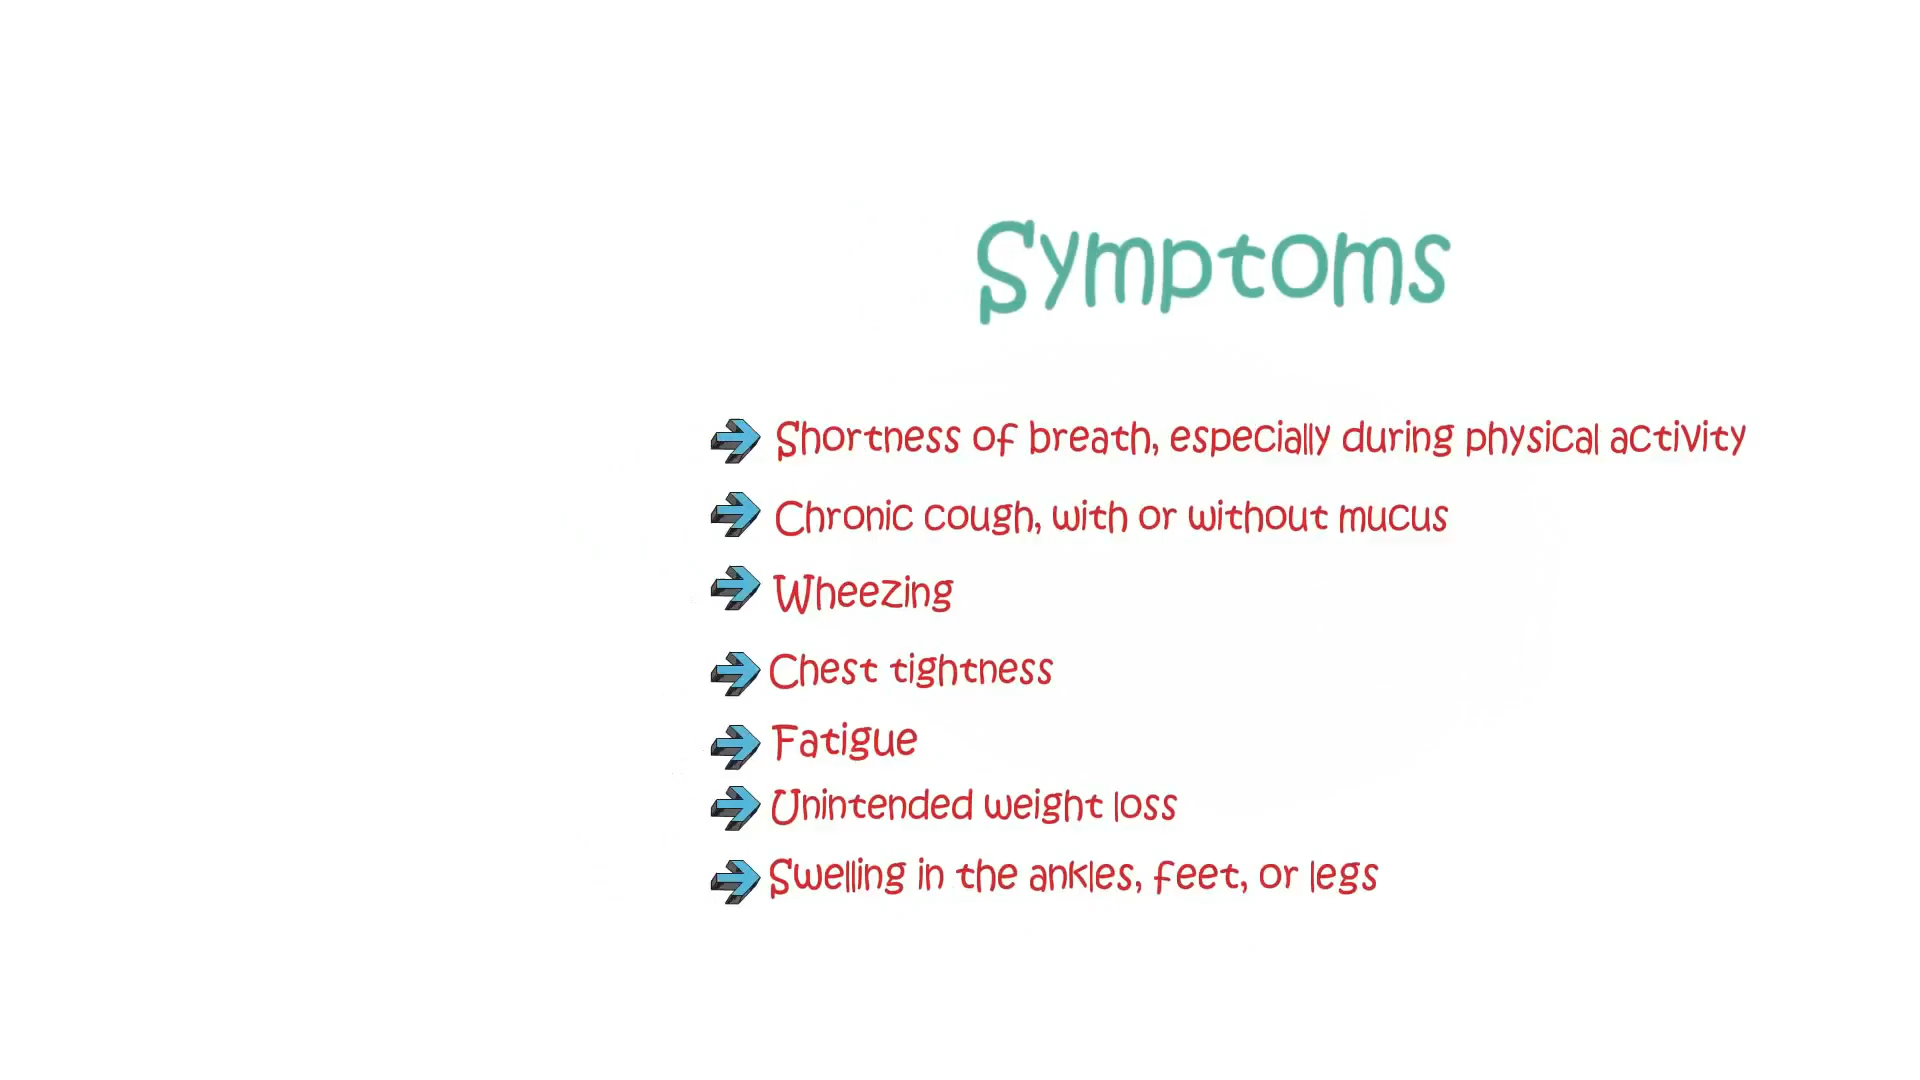 Symptoms
Shortness of breath, especially during physical activity
Chronic cough, with or without mucus
Wheezing
Chest tightness
Fatigue
Unintended weight loss
Swelling in the ankles, feet, or legs